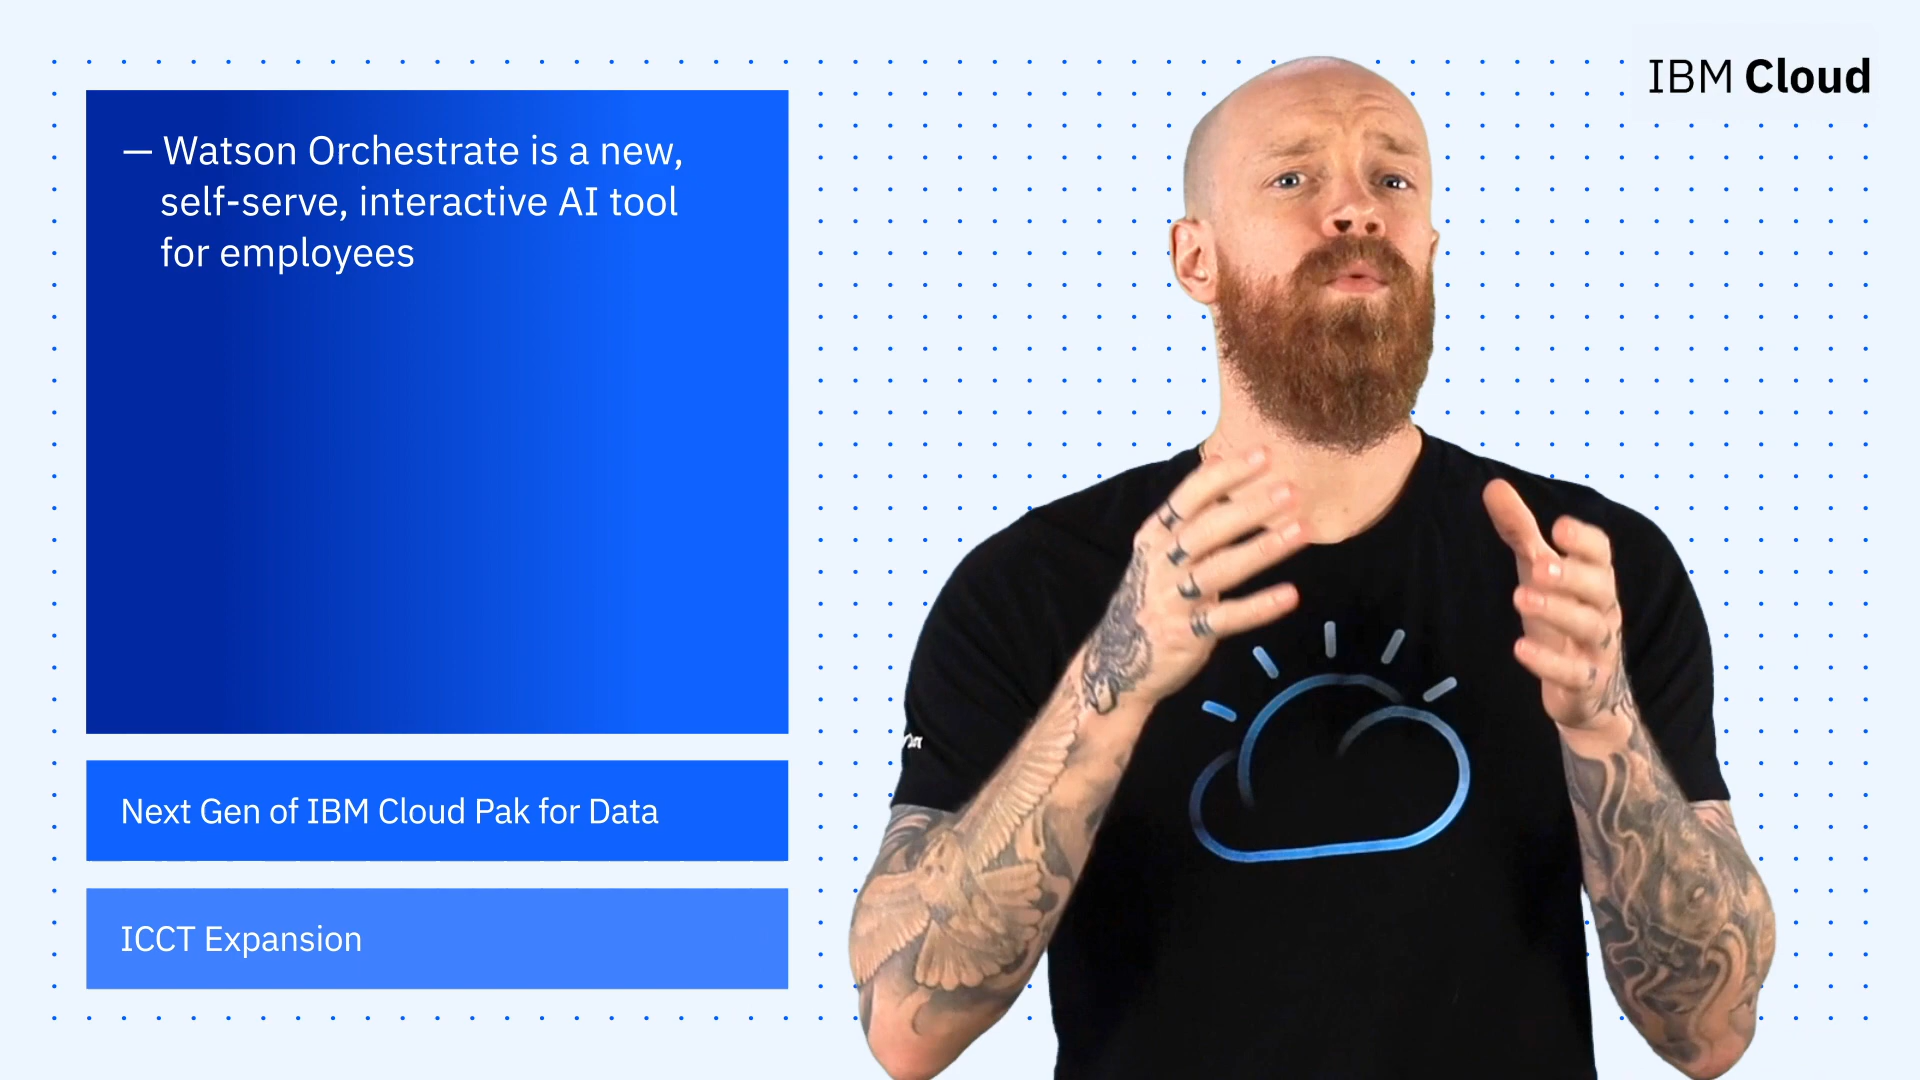 IBM Cloud
— Watson Orchestrate is a new,
self-serve, interactive AI tool
for employees
Next Gen of IBM Cloud Pak for Data
ICCT Expansion